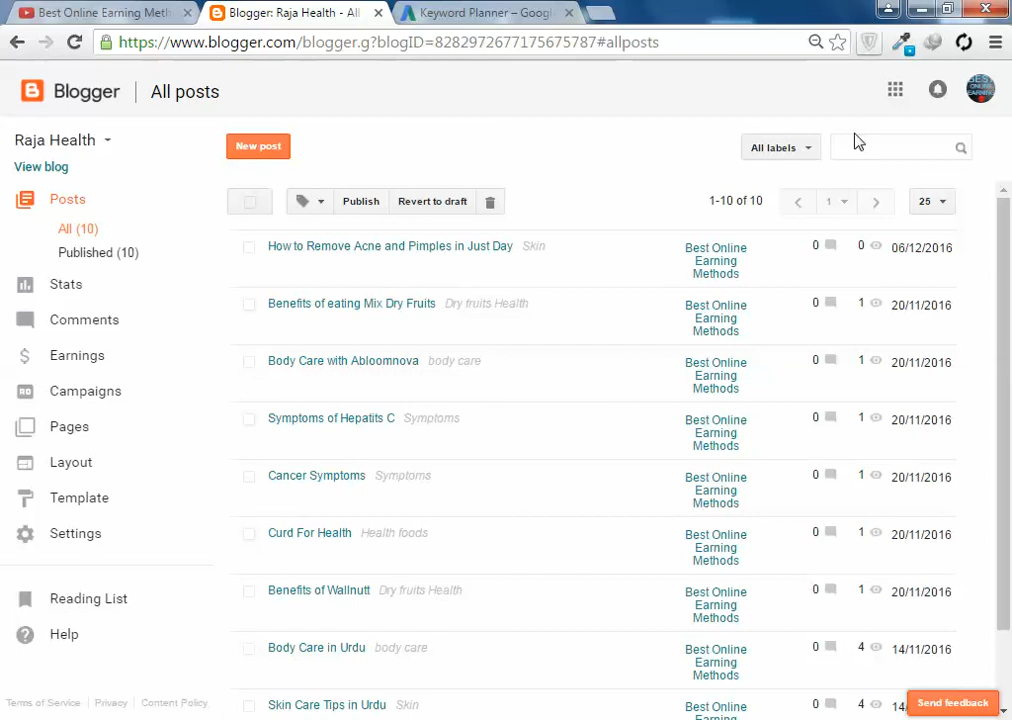 Best Online Earning Meth
Blogger: Raja Health - All
Keyword Planner – Googl
https://www.blogger.com/blogger.g?blogID=8282972677175675787#allposts
Blogger
All posts
Raja Health
View blog
New post
All labels
Posts
All (10)
Published (10)
Stats
Comments
Earnings
Campaigns
Pages
Layout
Template
Settings
Reading List
Help
Publish
Revert to draft
1-10 of 10
1
25
How to Remove Acne and Pimples in Just Day Skin
Best Online
Earning
Methods
0 0 06/12/2016
Benefits of eating Mix Dry Fruits Dry fruits Health
Best Online
Earning
Methods
0 1 20/11/2016
Body Care with Abloomnova body care
Best Online
Earning
Methods
0 1 20/11/2016
Symptoms of Hepatits C Symptoms
Best Online
Earning
Methods
0 1 20/11/2016
Cancer Symptoms Symptoms
Best Online
Earning
Methods
0 1 20/11/2016
Curd For Health Health foods
Best Online
Earning
Methods
0 1 20/11/2016
Benefits of Wallnutt Dry fruits Health
Best Online
Earning
Methods
0 1 20/11/2016
Body Care in Urdu body care
Best Online
Earning
Methods
0 4 14/11/2016
Skin Care Tips in Urdu Skin
Best Online
0 4 14/
Terms of Service | Privacy | Content Policy
Send feedback